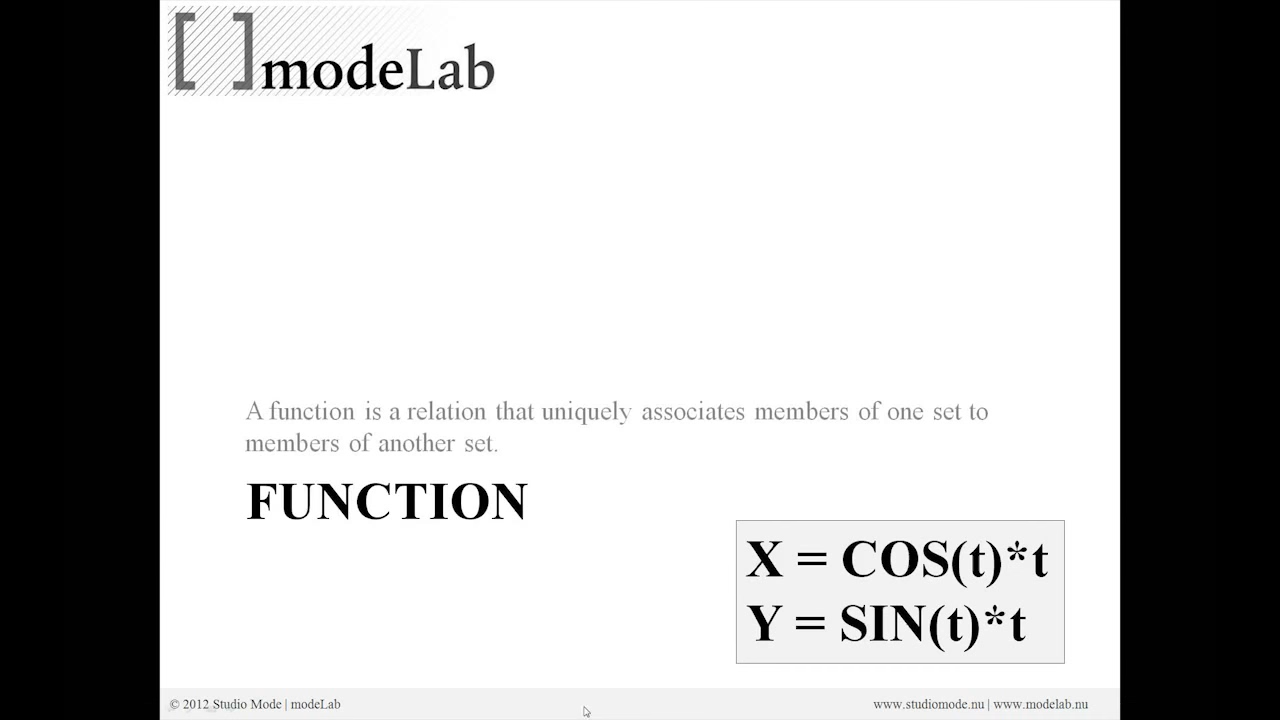 [ ] modeLab
A function is a relation that uniquely associates members of one set to
members of another set.
FUNCTION
X = COS(t)*t
Y = SIN(t)*t
© 2012 Studio Mode | modeLab
www.studiomode.nu | www.modelab.nu